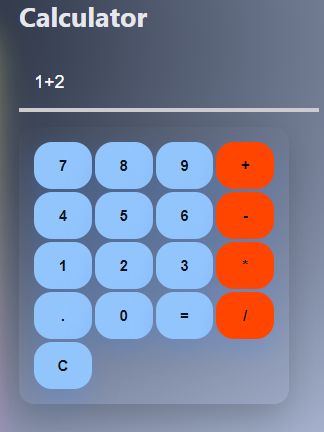 Calculator
1+2
7 8 9 +
4 5 6 -
1 2 3 *
. 0 = /
C